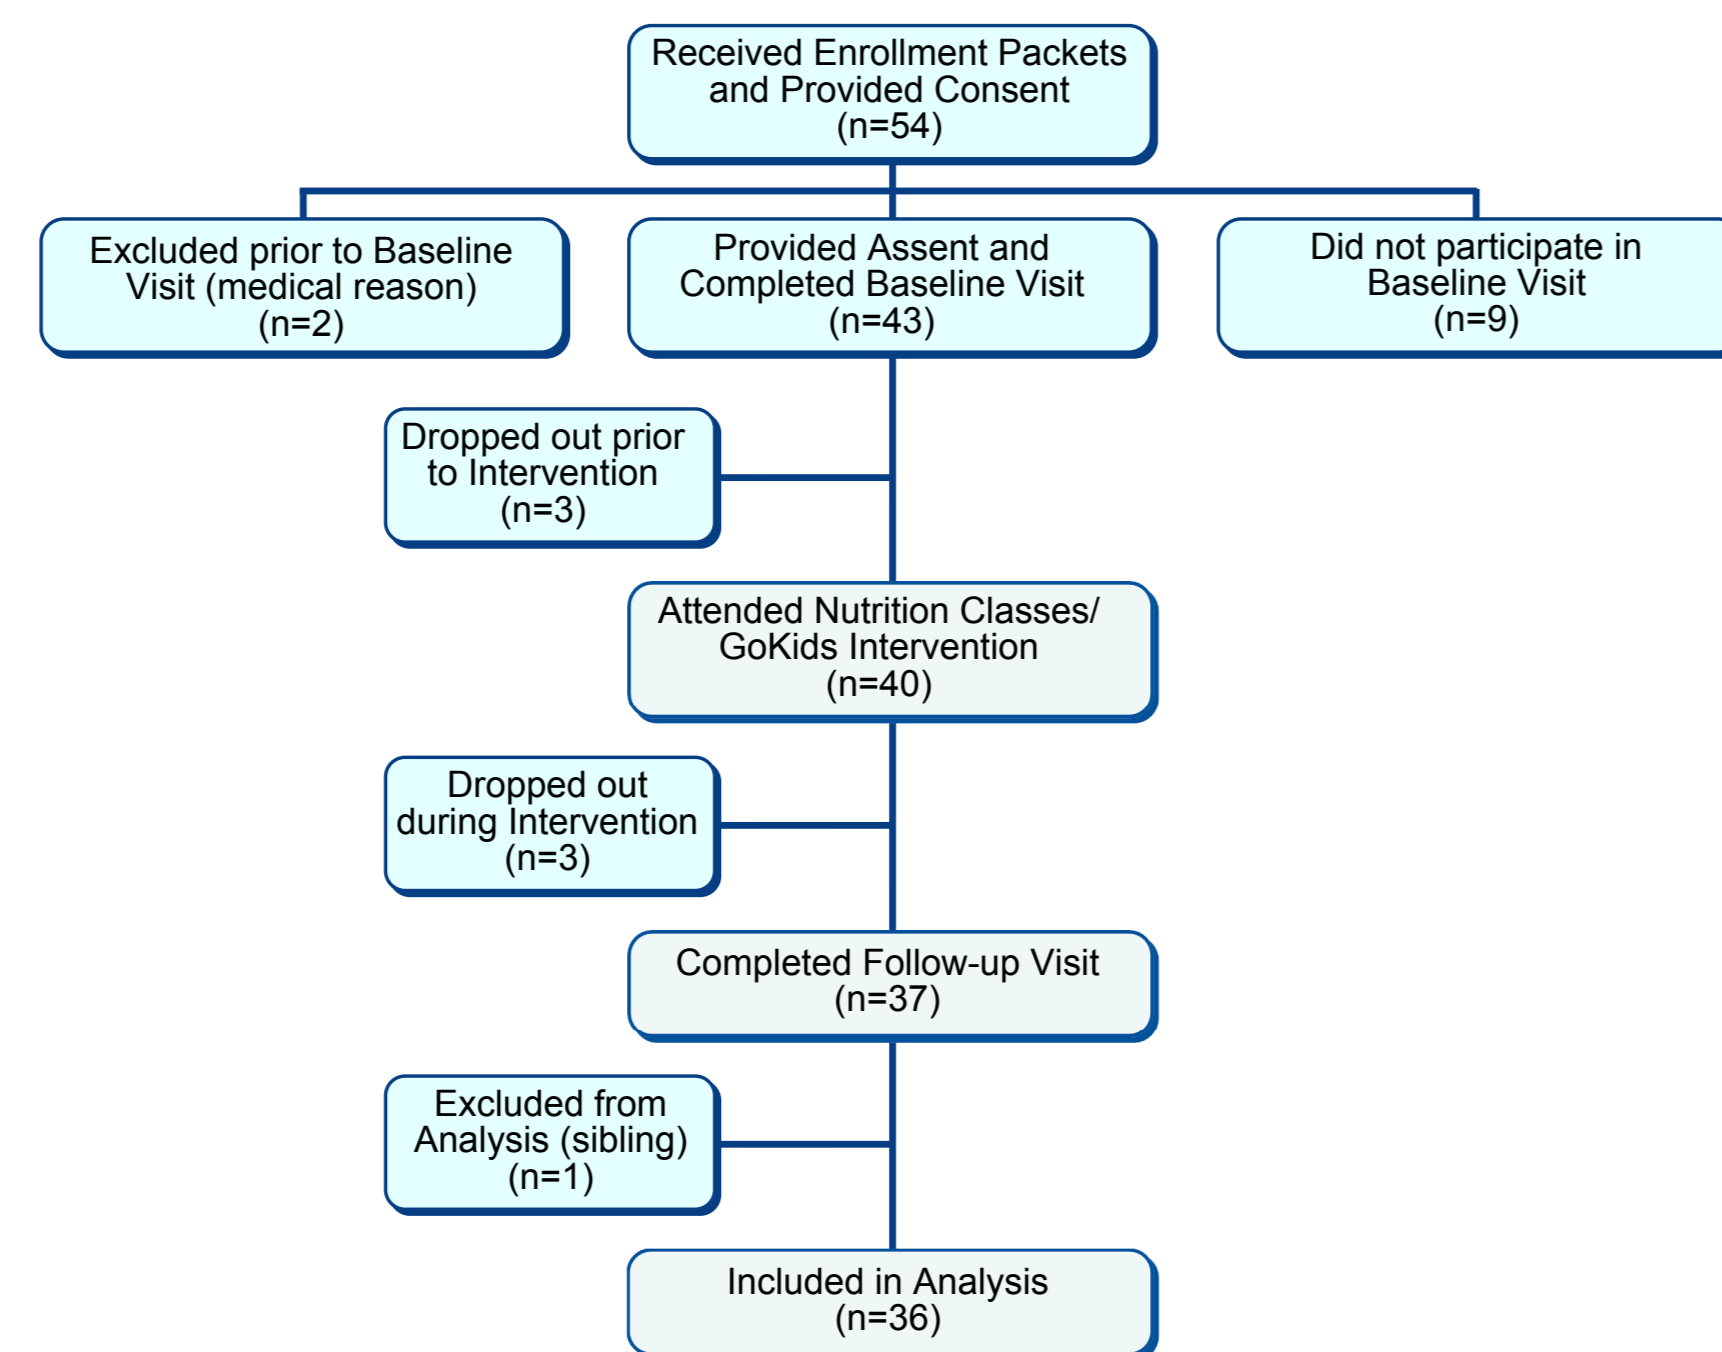 Received Enrollment Packets
and Provided Consent
(n=54)
Excluded prior to Baseline
Visit (medical reason)
(n=2)
Provided Assent and
Completed Baseline Visit
(n=43)
Did not participate in
Baseline Visit
(n=9)
Dropped out prior
to Intervention
(n=3)
Attended Nutrition Classes/
GoKids Intervention
(n=40)
Dropped out
during Intervention
(n=3)
Completed Follow-up Visit
(n=37)
Excluded from
Analysis (sibling)
(n=1)
Included in Analysis
(n=36)